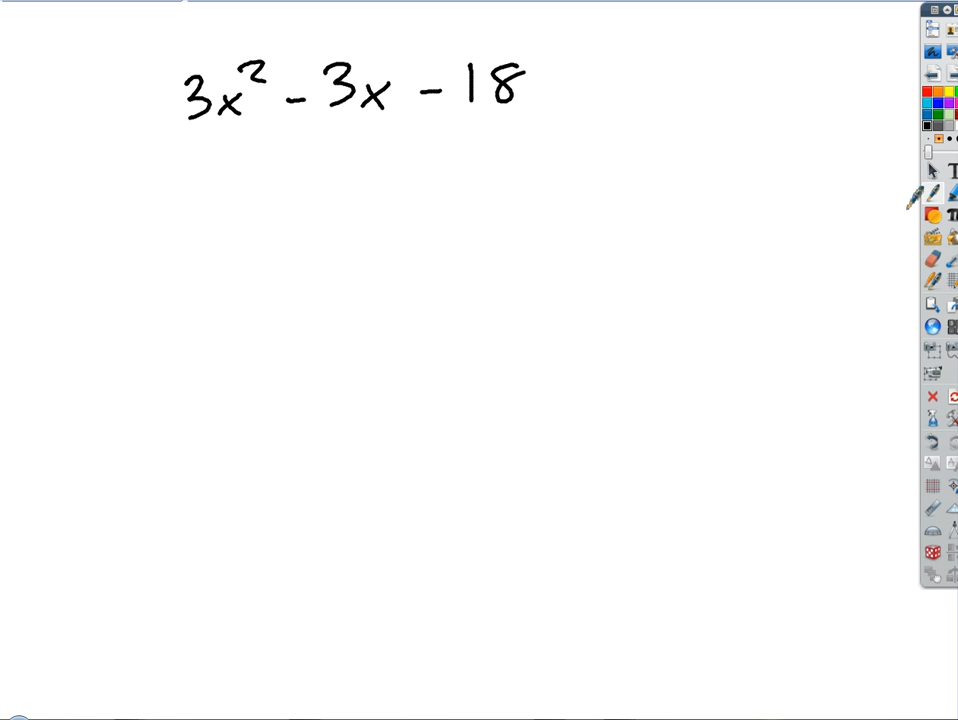 3x² - 3x - 18